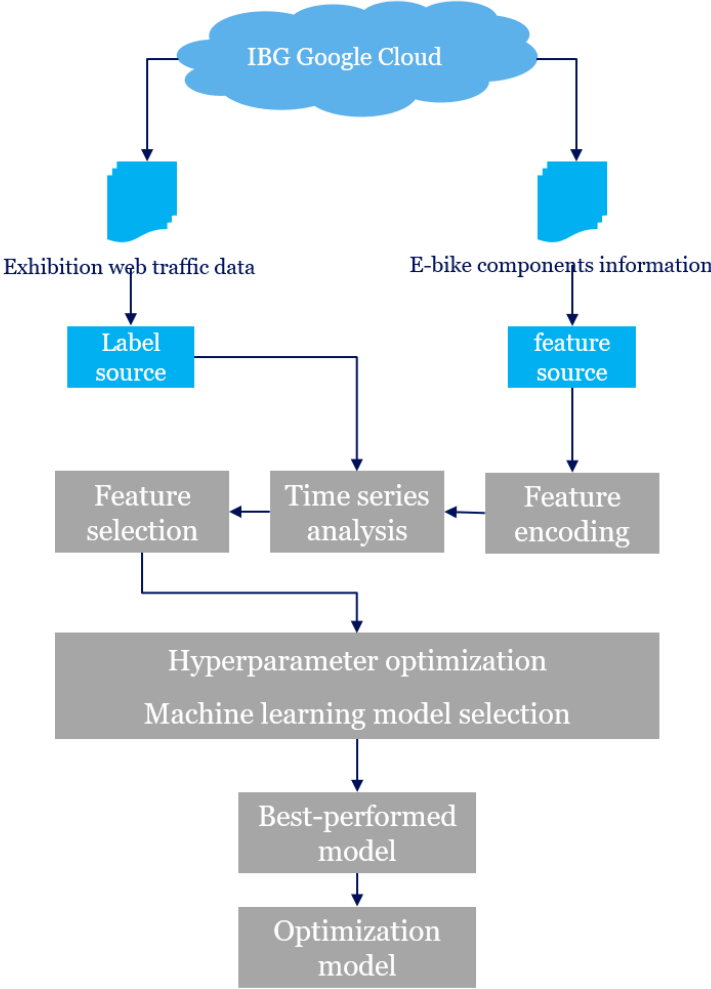 IBG Google Cloud
Exhibition web traffic data
E-bike components information
Label
source
feature
source
Feature
selection
Time series
analysis
Feature
encoding
Hyperparameter optimization
Machine learning model selection
Best-performed
model
Optimization
model